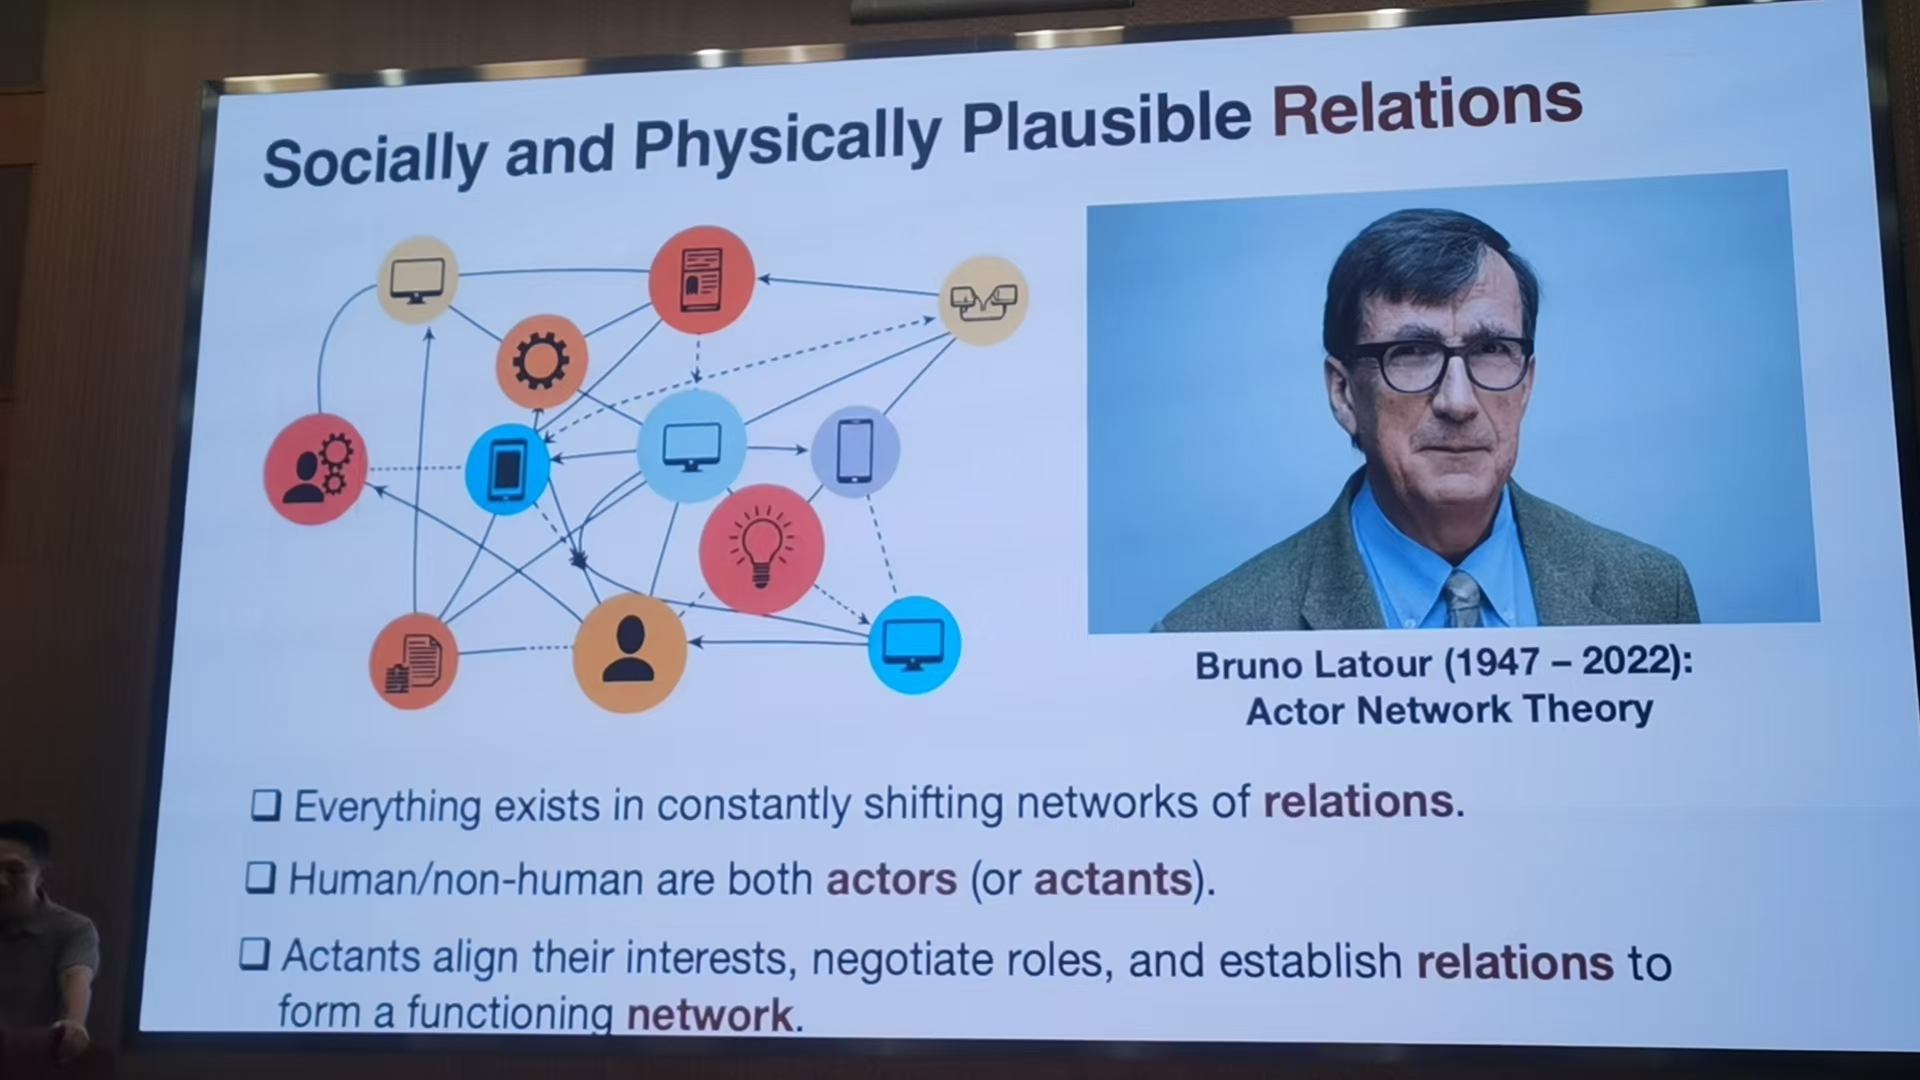 Socially and Physically Plausible Relations
Bruno Latour (1947 – 2022):
Actor Network Theory
❑ Everything exists in constantly shifting networks of relations.
❑ Human/non-human are both actors (or actants).
❑ Actants align their interests, negotiate roles, and establish relations to
form a functioning network.